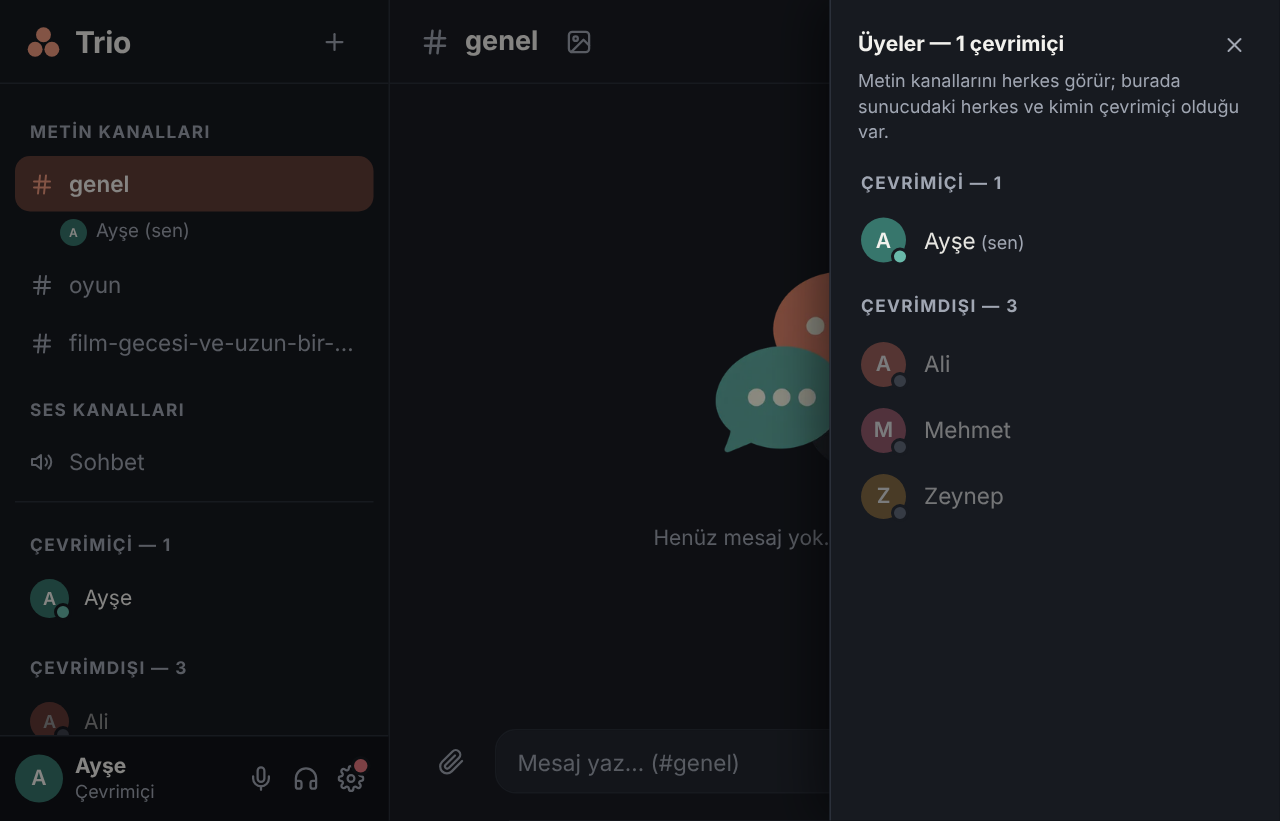 Trio
METİN KANALLARI
genel
A Ayşe (sen)
oyun
film-gecesi-ve-uzun-bir-...
SES KANALLARI
Sohbet
ÇEVRİMİÇİ — 1
A Ayşe
ÇEVRİMDIŞI — 3
A Ali
A Ayşe
Çevrimiçi
# genel
Henüz mesaj yok.
Mesaj yaz... (#genel)
Üyeler — 1 çevrimiçi
Metin kanallarını herkes görür; burada
sunucudaki herkes ve kimin çevrimiçi olduğu
var.
ÇEVRİMİÇİ — 1
A Ayşe (sen)
ÇEVRİMDIŞI — 3
A Ali
M Mehmet
Z Zeynep